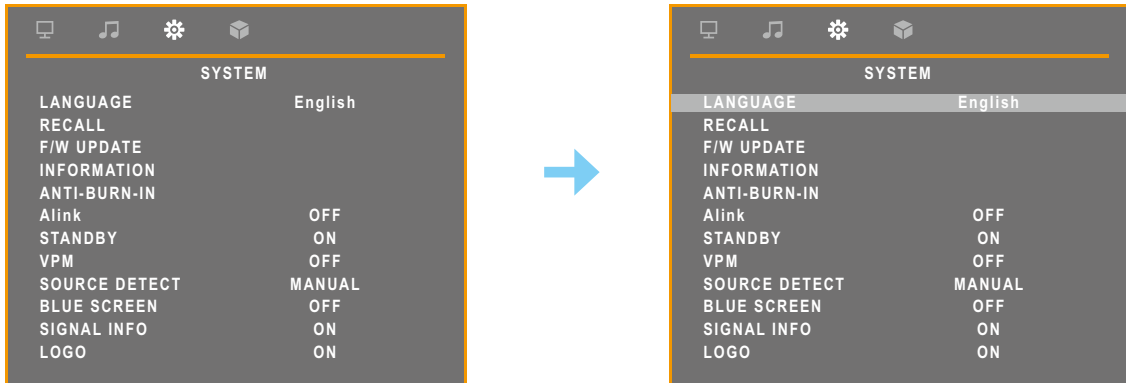 SYSTEM
LANGUAGE English
RECALL
F/W UPDATE
INFORMATION
ANTI-BURN-IN
Alink OFF
STANDBY ON
VPM OFF
SOURCE DETECT MANUAL
BLUE SCREEN OFF
SIGNAL INFO ON
LOGO ON
SYSTEM
LANGUAGE English
RECALL
F/W UPDATE
INFORMATION
ANTI-BURN-IN
Alink OFF
STANDBY ON
VPM OFF
SOURCE DETECT MANUAL
BLUE SCREEN OFF
SIGNAL INFO ON
LOGO ON